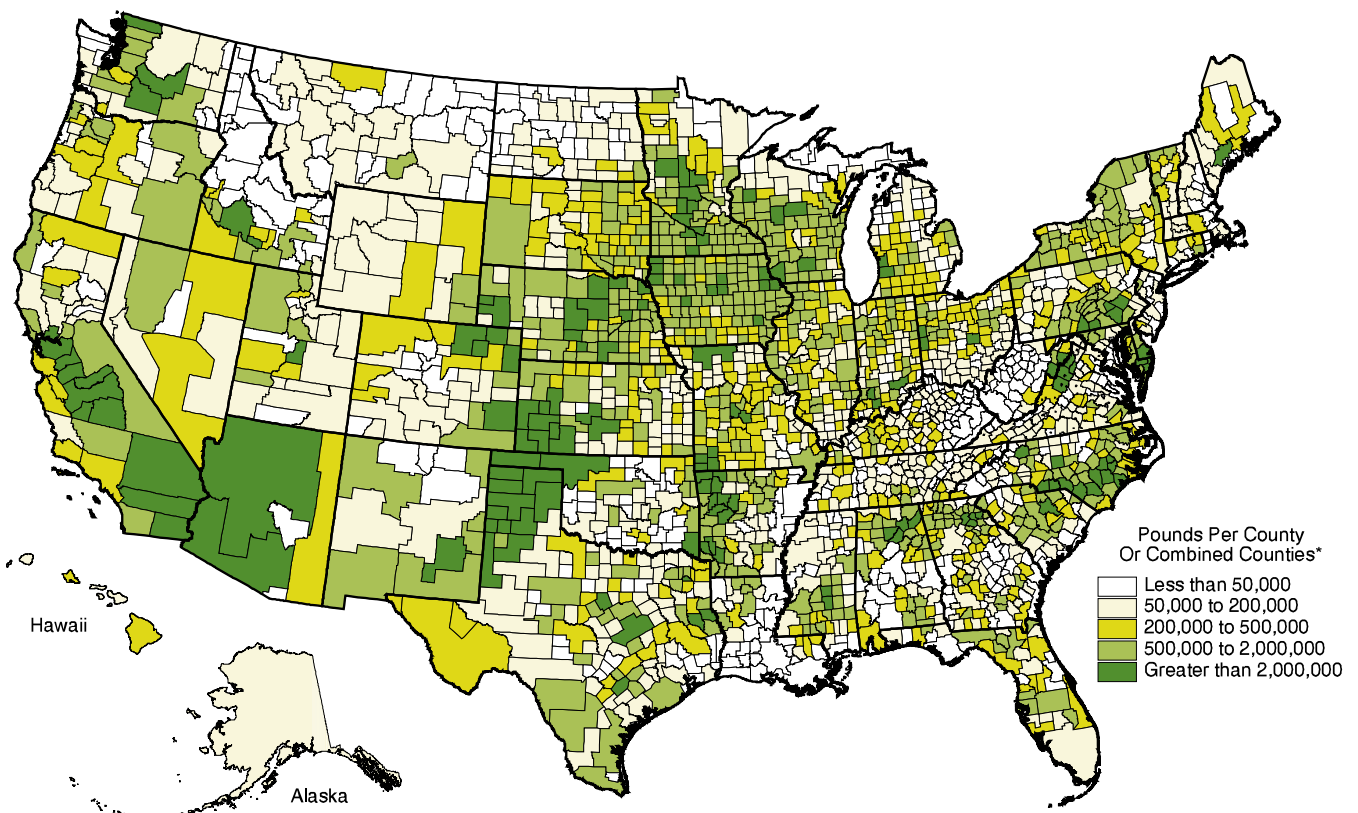 Pounds Per County
Or Combined Counties*
Less than 50,000
50,000 to 200,000
200,000 to 500,000
500,000 to 2,000,000
Greater than 2,000,000
Hawaii
Alaska